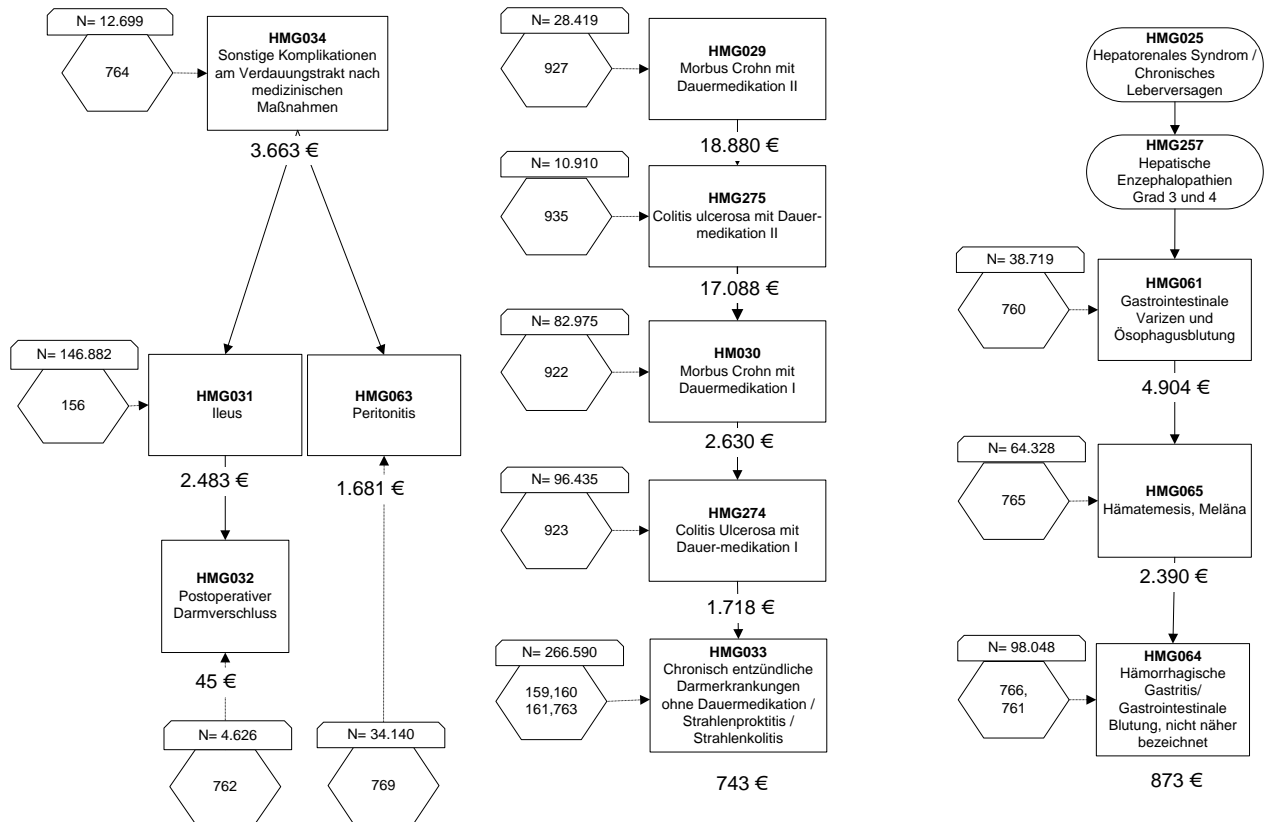 N= 12.699
764
HMG034
Sonstige Komplikationen
am Verdauungstrakt nach
medizinischen
Maßnahmen
3.663 €
N= 146.882
156
HMG031
Ileus
2.483 €
HMG063
Peritonitis
1.681 €
HMG032
Postoperativer
Darmverschluss
45 €
N= 4.626
762
N= 34.140
769
N= 28.419
927
HMG029
Morbus Crohn mit
Dauermedikation II
18.880 €
N= 10.910
935
HMG275
Colitis ulcerosa mit Dauer-
medikation II
17.088 €
N= 82.975
922
HM030
Morbus Crohn mit
Dauermedikation I
2.630 €
N= 96.435
923
HMG274
Colitis Ulcerosa mit
Dauer-medikation I
1.718 €
N= 266.590
159,160
161,763
HMG033
Chronisch entzündliche
Darmerkrankungen
ohne Dauermedikation /
Strahlenproktitis /
Strahlenkolitis
743 €
HMG025
Hepatorenales Syndrom /
Chronisches
Leberversagen
HMG257
Hepatische
Enzephalopathien
Grad 3 und 4
N= 38.719
760
HMG061
Gastrointestinale
Varizen und
Ösophagusblutung
4.904 €
N= 64.328
765
HMG065
Hämatemesis, Meläna
2.390 €
N= 98.048
766,
761
HMG064
Hämorrhagische
Gastritis/
Gastrointestinale
Blutung, nicht näher
bezeichnet
873 €